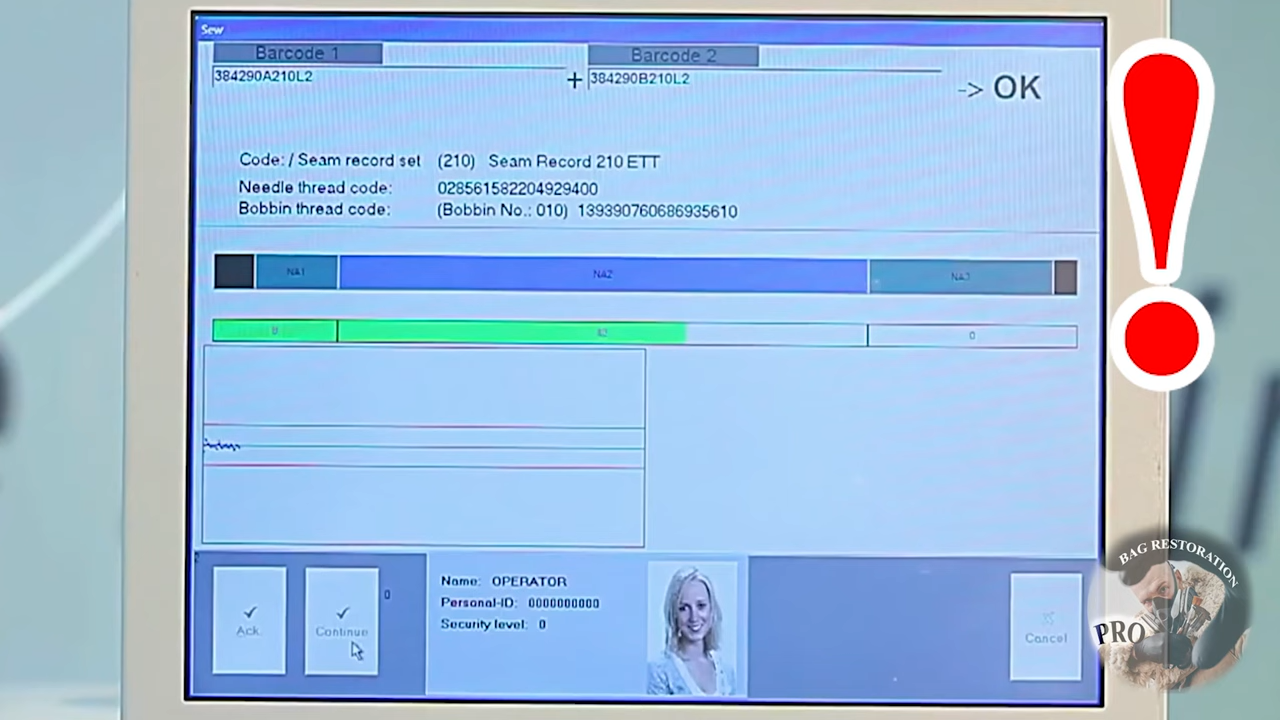 Sew
Barcode 1
Barcode 2
384290A210L2
+
384290B210L2
-> OK
Code: / Seam record set (210) Seam Record 210 ETT
Needle thread code: 028561582204929400
Bobbin thread code: (Bobbin No.: 010) 139390760686935610
NA1
NA2
NA3
8
82
0
Name: OPERATOR
Personal-ID: 0000000000
Security level: 0
✓
Ack.
✓
Continue
0
Cancel
BAG RESTORATION
PRO